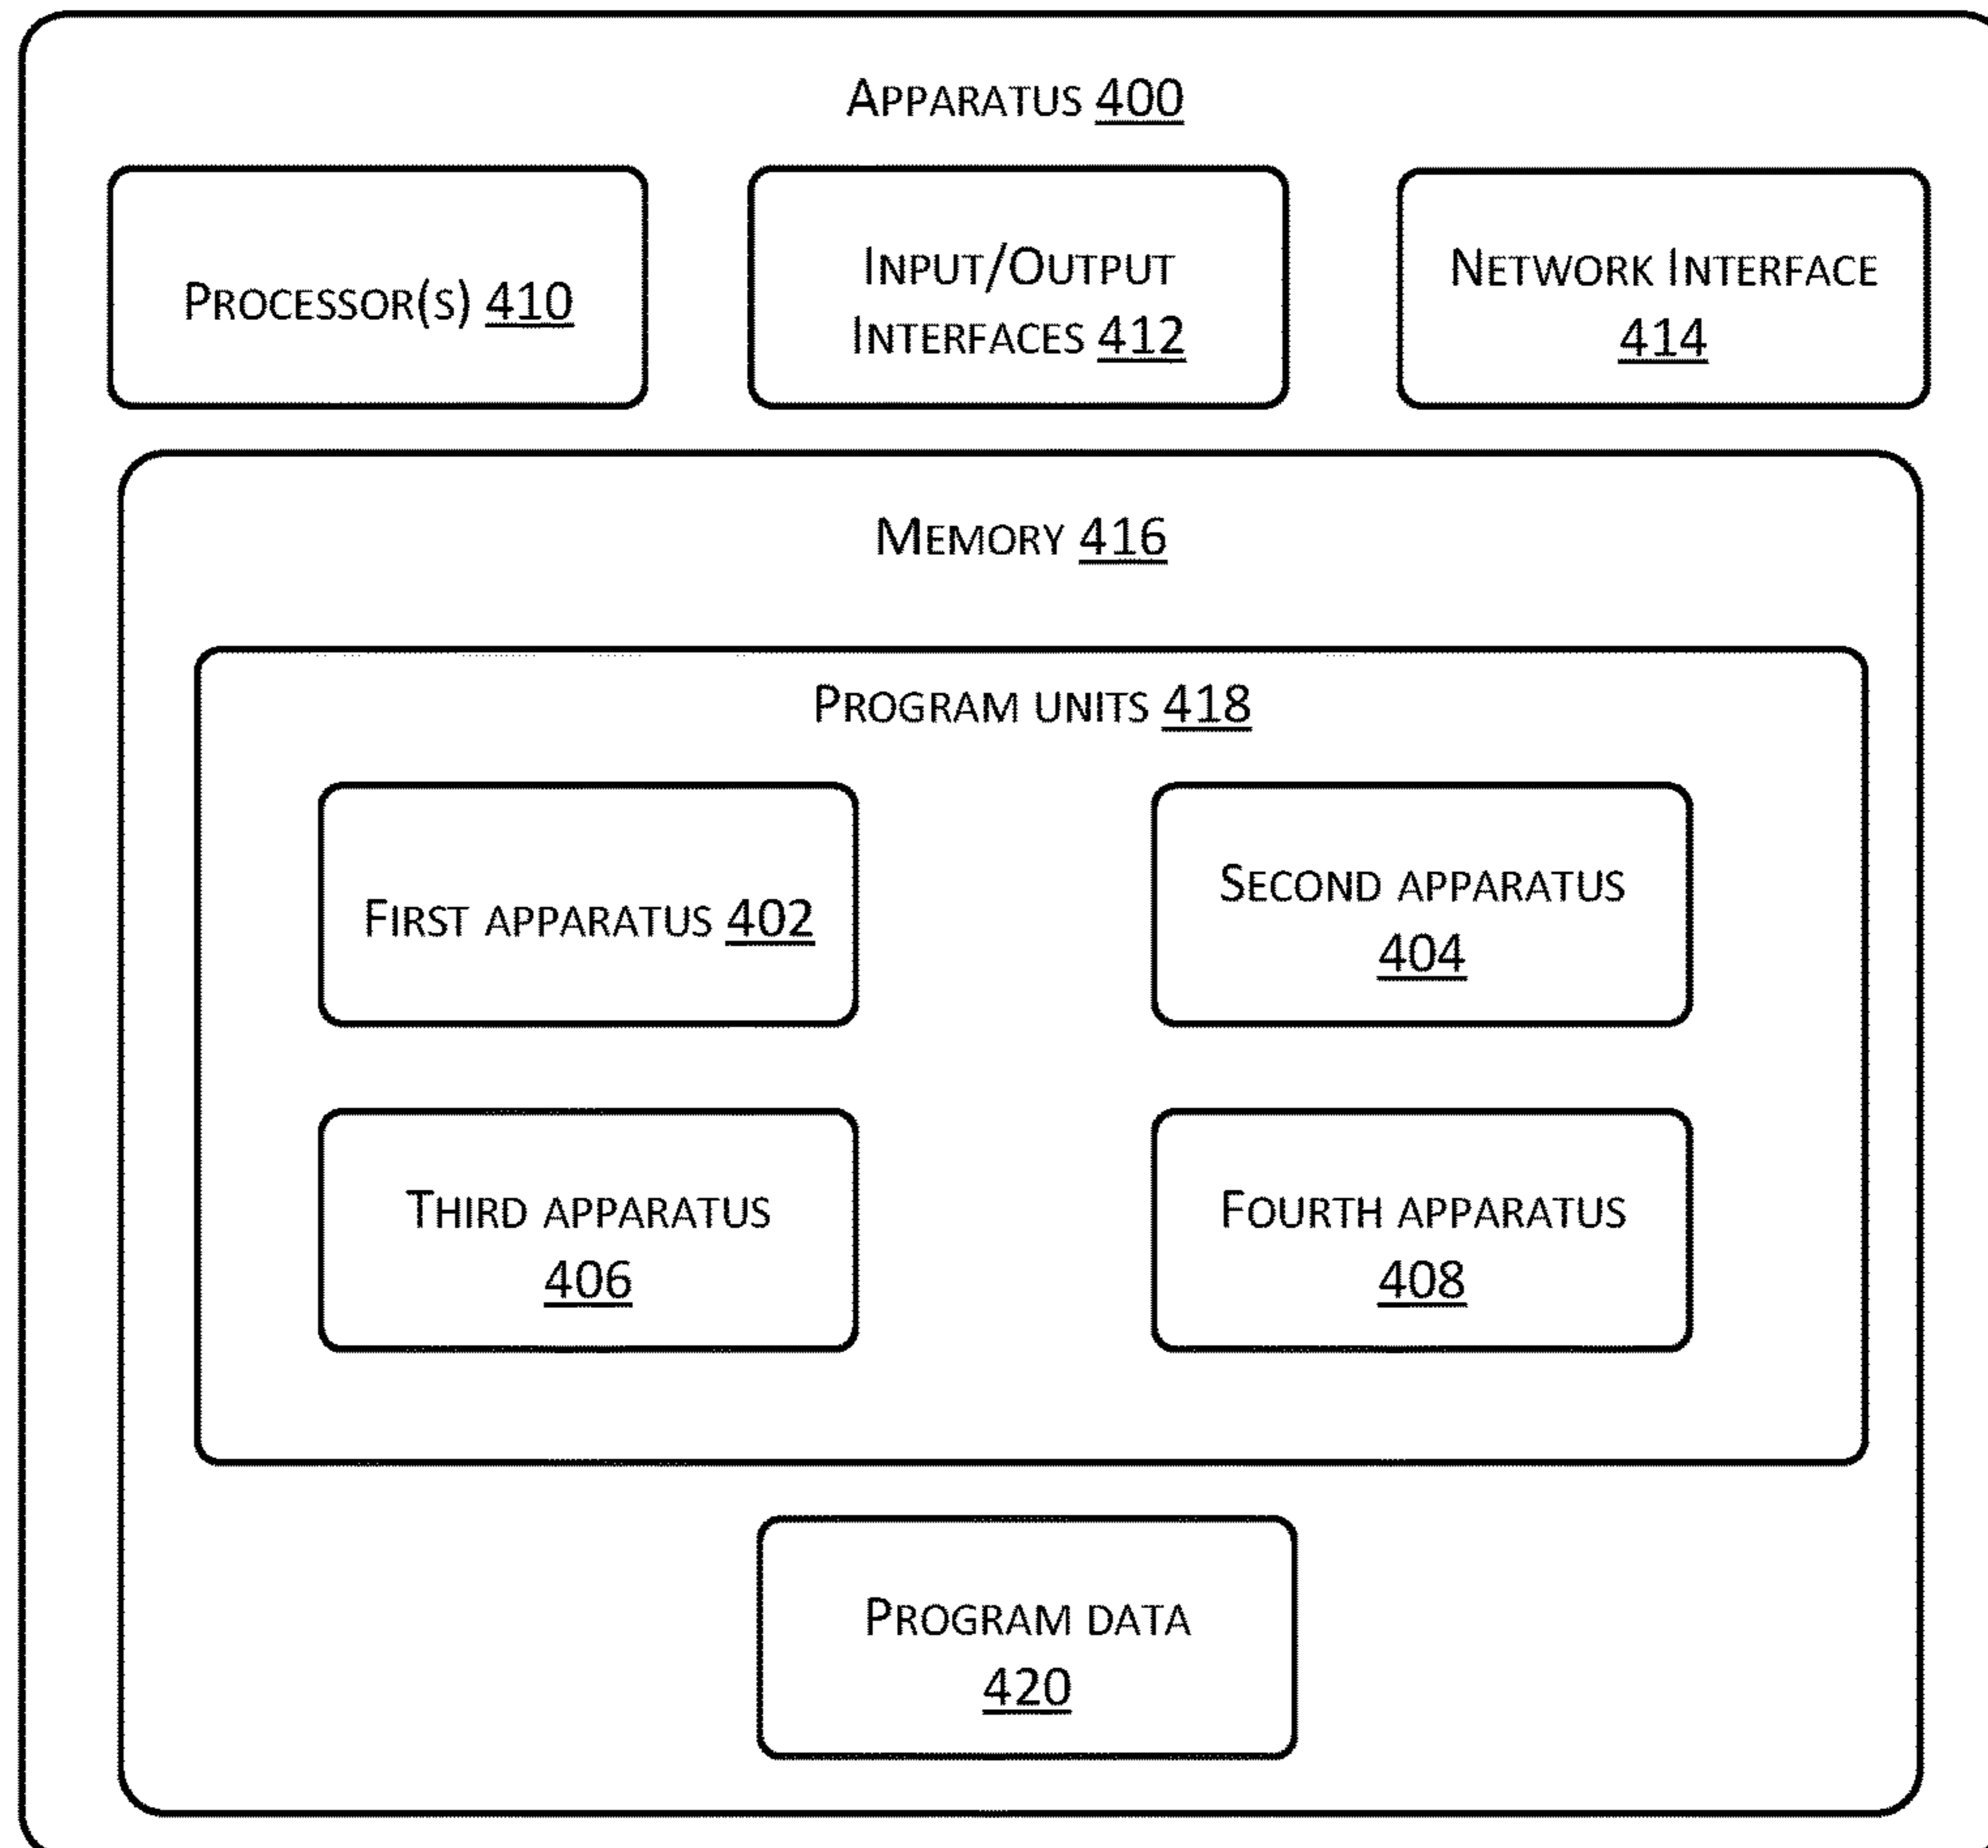 APPARATUS 400
PROCESSOR(S) 410
INPUT/OUTPUT
INTERFACES 412
NETWORK INTERFACE
414
MEMORY 416
PROGRAM UNITS 418
FIRST APPARATUS 402
SECOND APPARATUS
404
THIRD APPARATUS
406
FOURTH APPARATUS
408
PROGRAM DATA
420